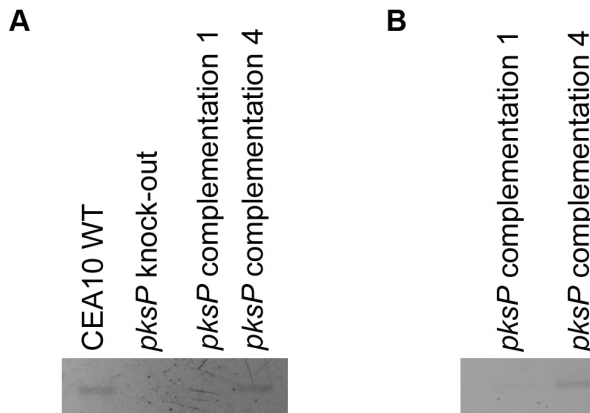 A
CEA10 WT
pksP knock-out
pksP complementation 1
pksP complementation 4
B
pksP complementation 1
pksP complementation 4